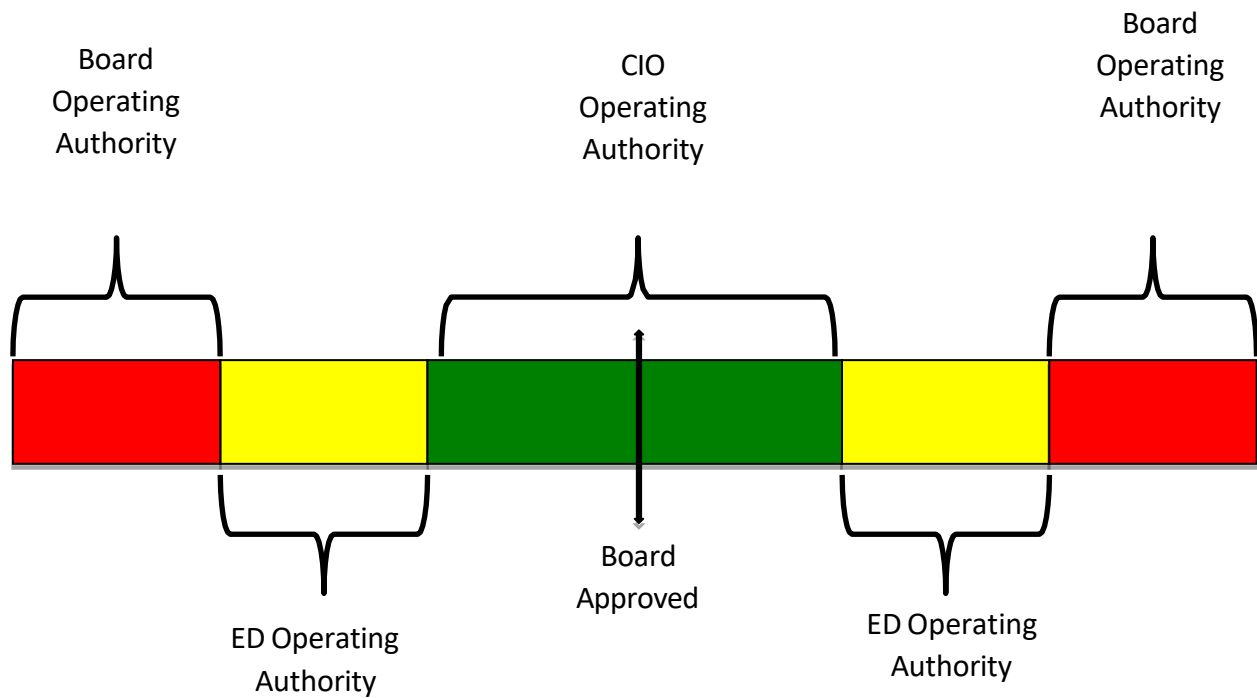 Board
Operating
Authority
CIO
Operating
Authority
Board
Operating
Authority
ED Operating
Authority
Board
Approved
ED Operating
Authority